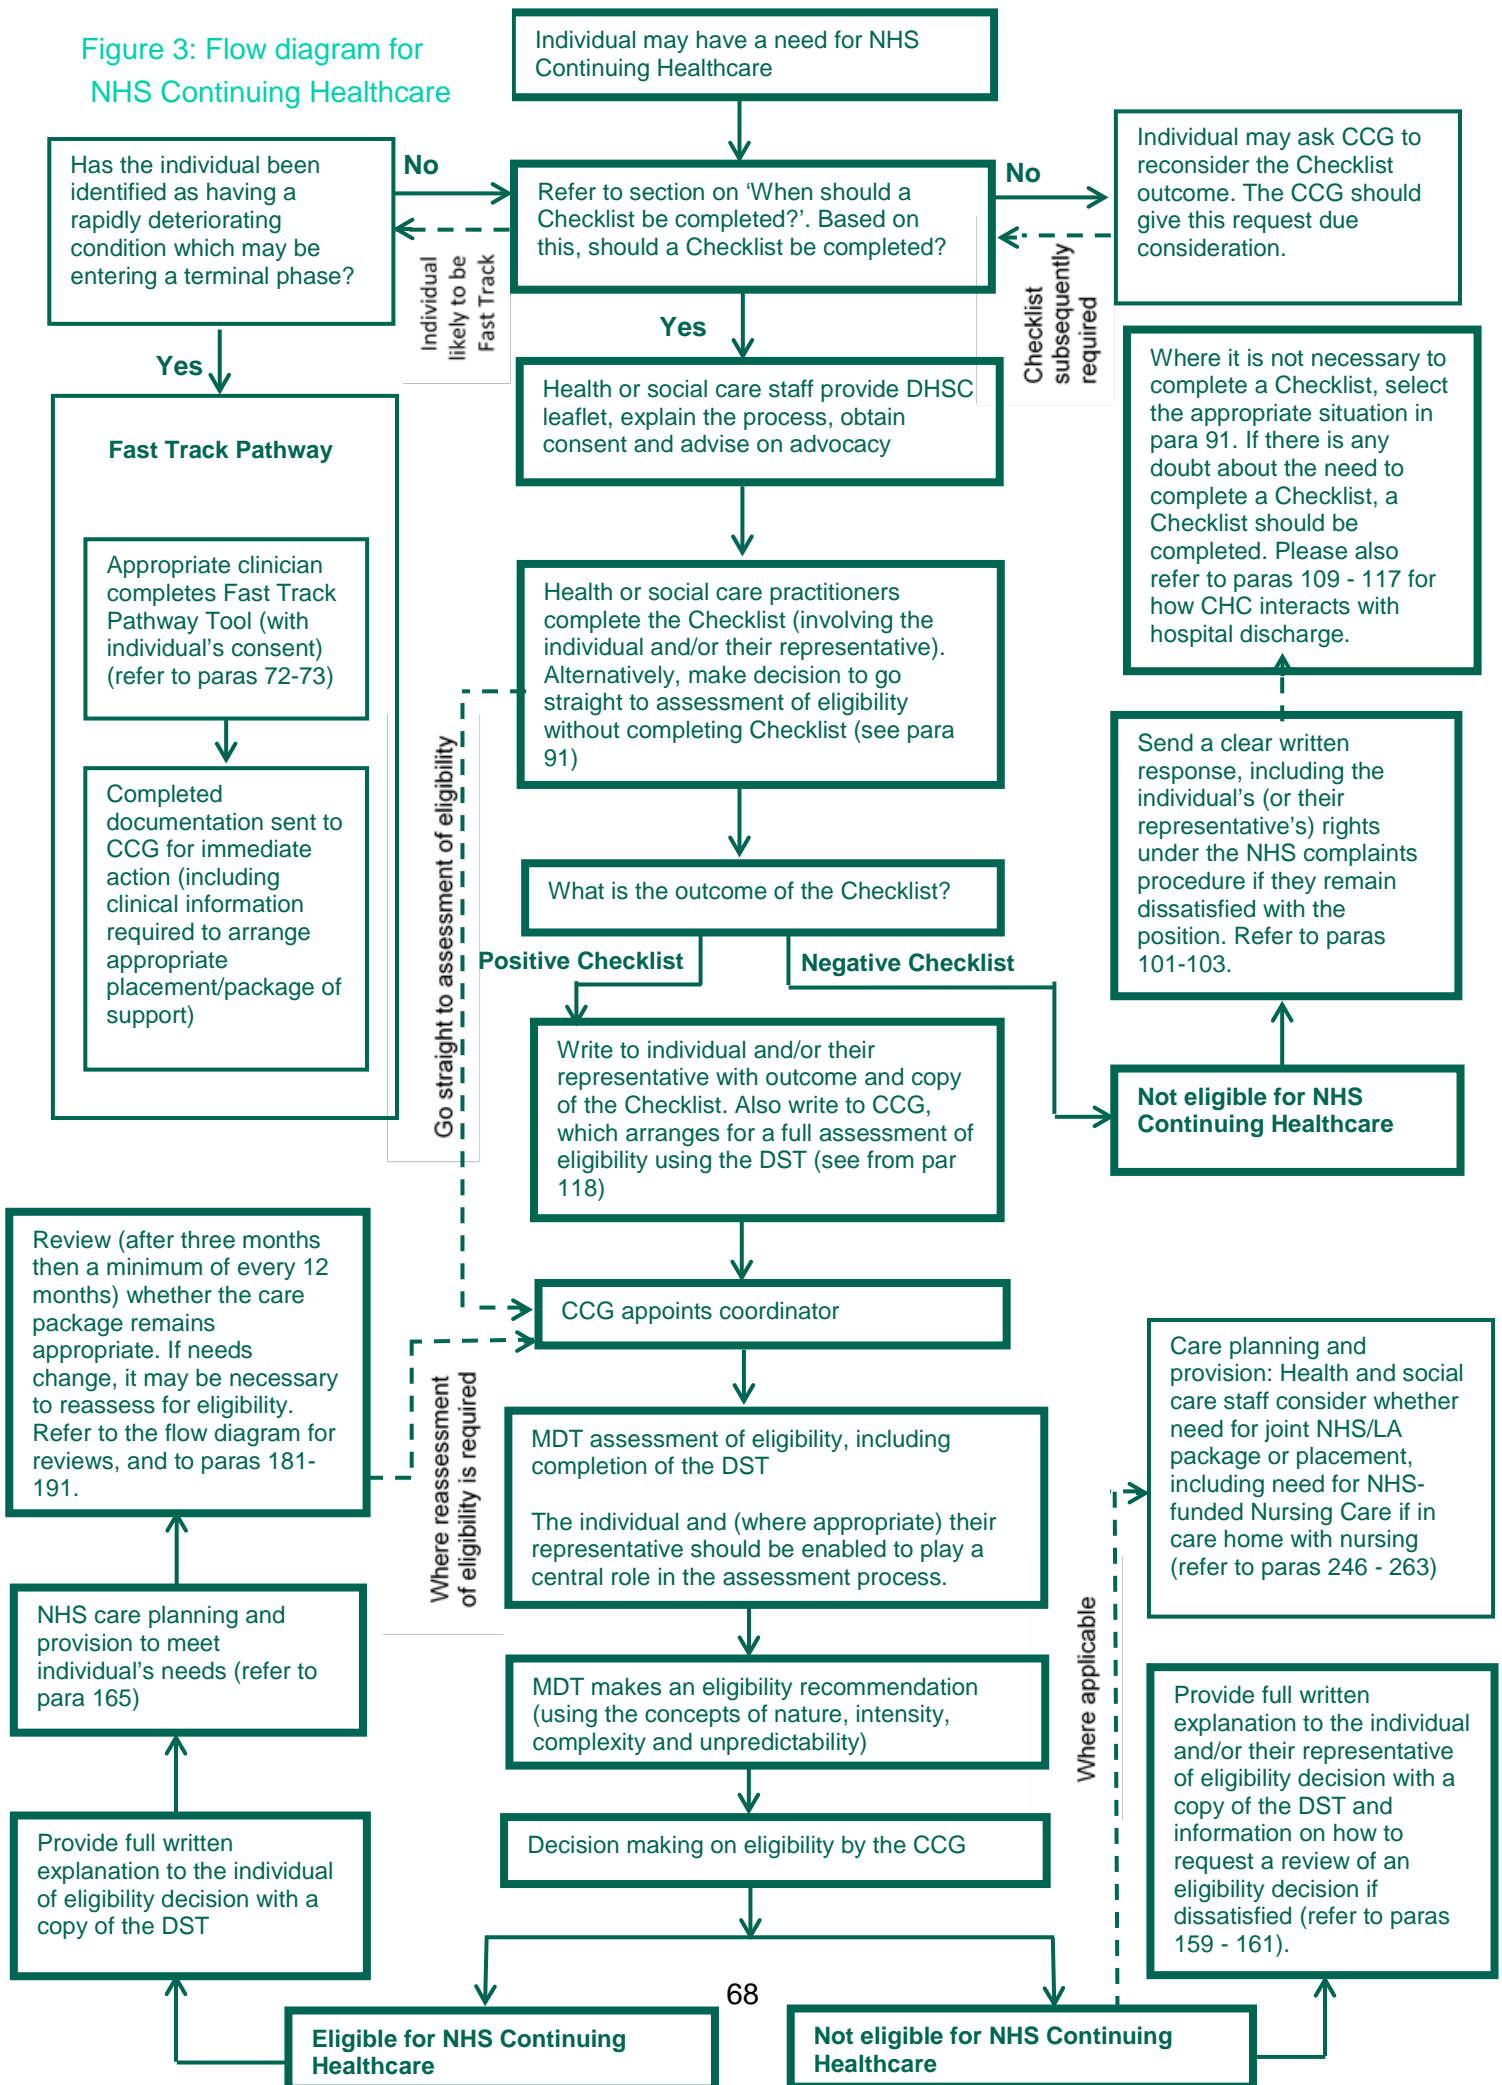 Figure 3: Flow diagram for
NHS Continuing Healthcare
Individual may have a need for NHS
Continuing Healthcare
Has the individual been
identified as having a
rapidly deteriorating
condition which may be
entering a terminal phase?
No
Refer to section on ‘When should a
Checklist be completed?’. Based on
this, should a Checklist be completed?
No
Individual may ask CCG to
reconsider the Checklist
outcome. The CCG should
give this request due
consideration.
Individual
likely to be
Fast Track
Checklist
subsequently
required
Yes
Yes
Fast Track Pathway
Appropriate clinician
completes Fast Track
Pathway Tool (with
individual’s consent)
(refer to paras 72-73)
Completed
documentation sent to
CCG for immediate
action (including
clinical information
required to arrange
appropriate
placement/package of
support)
Health or social care staff provide DHSC
leaflet, explain the process, obtain
consent and advise on advocacy
Where it is not necessary to
complete a Checklist, select
the appropriate situation in
para 91. If there is any
doubt about the need to
complete a Checklist, a
Checklist should be
completed. Please also
refer to paras 109 - 117 for
how CHC interacts with
hospital discharge.
Health or social care practitioners
complete the Checklist (involving the
individual and/or their representative).
Alternatively, make decision to go
straight to assessment of eligibility
without completing Checklist (see para
91)
Go straight to assessment of eligibility
Send a clear written
response, including the
individual’s (or their
representative’s) rights
under the NHS complaints
procedure if they remain
dissatisfied with the
position. Refer to paras
101-103.
What is the outcome of the Checklist?
Positive Checklist
Negative Checklist
Write to individual and/or their
representative with outcome and copy
of the Checklist. Also write to CCG,
which arranges for a full assessment of
eligibility using the DST (see from par
118)
Not eligible for NHS
Continuing Healthcare
Review (after three months
then a minimum of every 12
months) whether the care
package remains
appropriate. If needs
change, it may be necessary
to reassess for eligibility.
Refer to the flow diagram for
reviews, and to paras 181-
191.
CCG appoints coordinator
Where reassessment
of eligibility is required
Care planning and
provision: Health and social
care staff consider whether
need for joint NHS/LA
package or placement,
including need for NHS-
funded Nursing Care if in
care home with nursing
(refer to paras 246 - 263)
MDT assessment of eligibility, including
completion of the DST
The individual and (where appropriate) their
representative should be enabled to play a
central role in the assessment process.
NHS care planning and
provision to meet
individual’s needs (refer to
para 165)
MDT makes an eligibility recommendation
(using the concepts of nature, intensity,
complexity and unpredictability)
Where applicable
Provide full written
explanation to the individual
and/or their representative
of eligibility decision with a
copy of the DST and
information on how to
request a review of an
eligibility decision if
dissatisfied (refer to paras
159 - 161).
Provide full written
explanation to the individual
of eligibility decision with a
copy of the DST
Decision making on eligibility by the CCG
68
Eligible for NHS Continuing
Healthcare
Not eligible for NHS Continuing
Healthcare